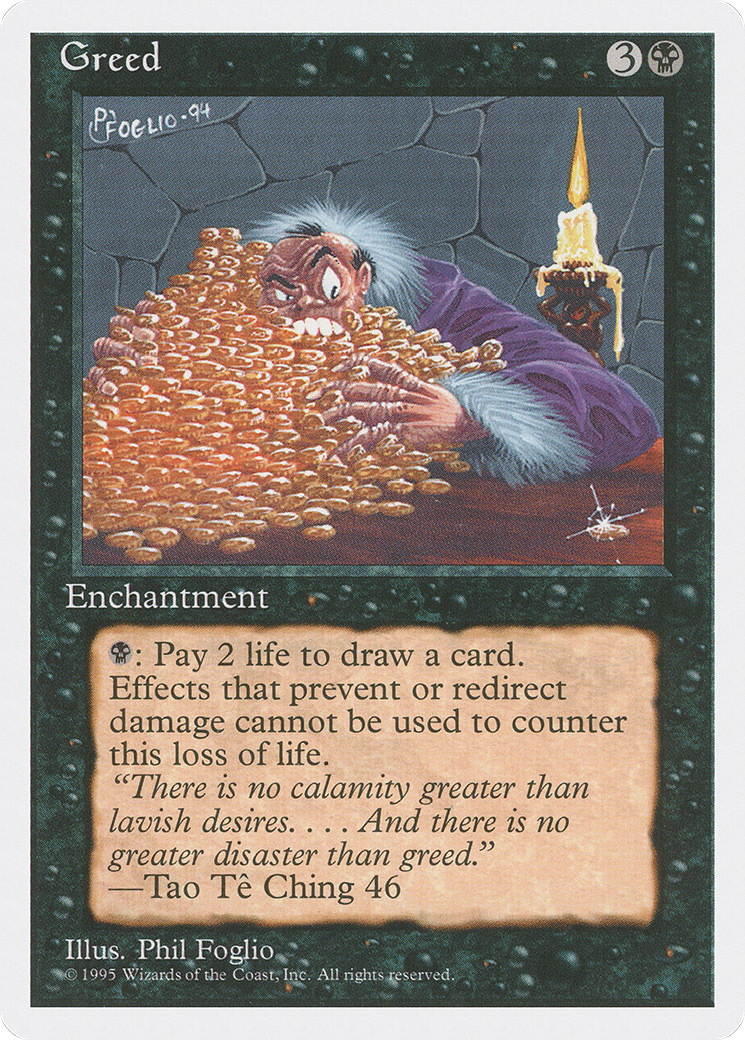 Greed 3
P. FOGLIO-94
Enchantment
: Pay 2 life to draw a card.
Effects that prevent or redirect
damage cannot be used to counter
this loss of life.
“There is no calamity greater than
lavish desires. . . . And there is no
greater disaster than greed.”
—Tao Tê Ching 46
Illus. Phil Foglio
© 1995 Wizards of the Coast, Inc. All rights reserved.